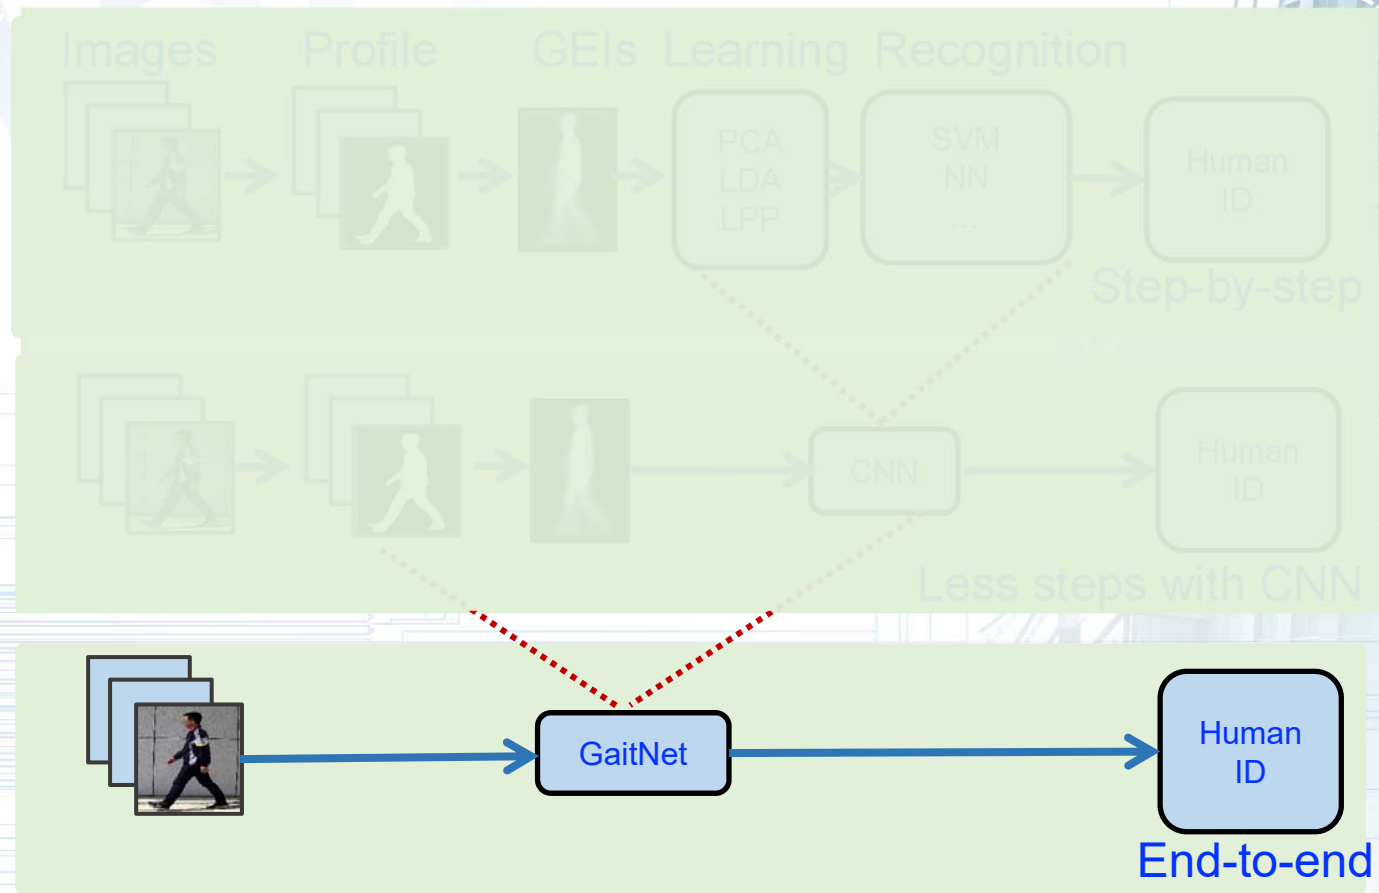 Images Profile GEIs Learning Recognition
PCA
LDA
LPP
SVM
NN
...
Human
ID
Step-by-step
CNN
Human
ID
Less steps with CNN
GaitNet
Human
ID
End-to-end